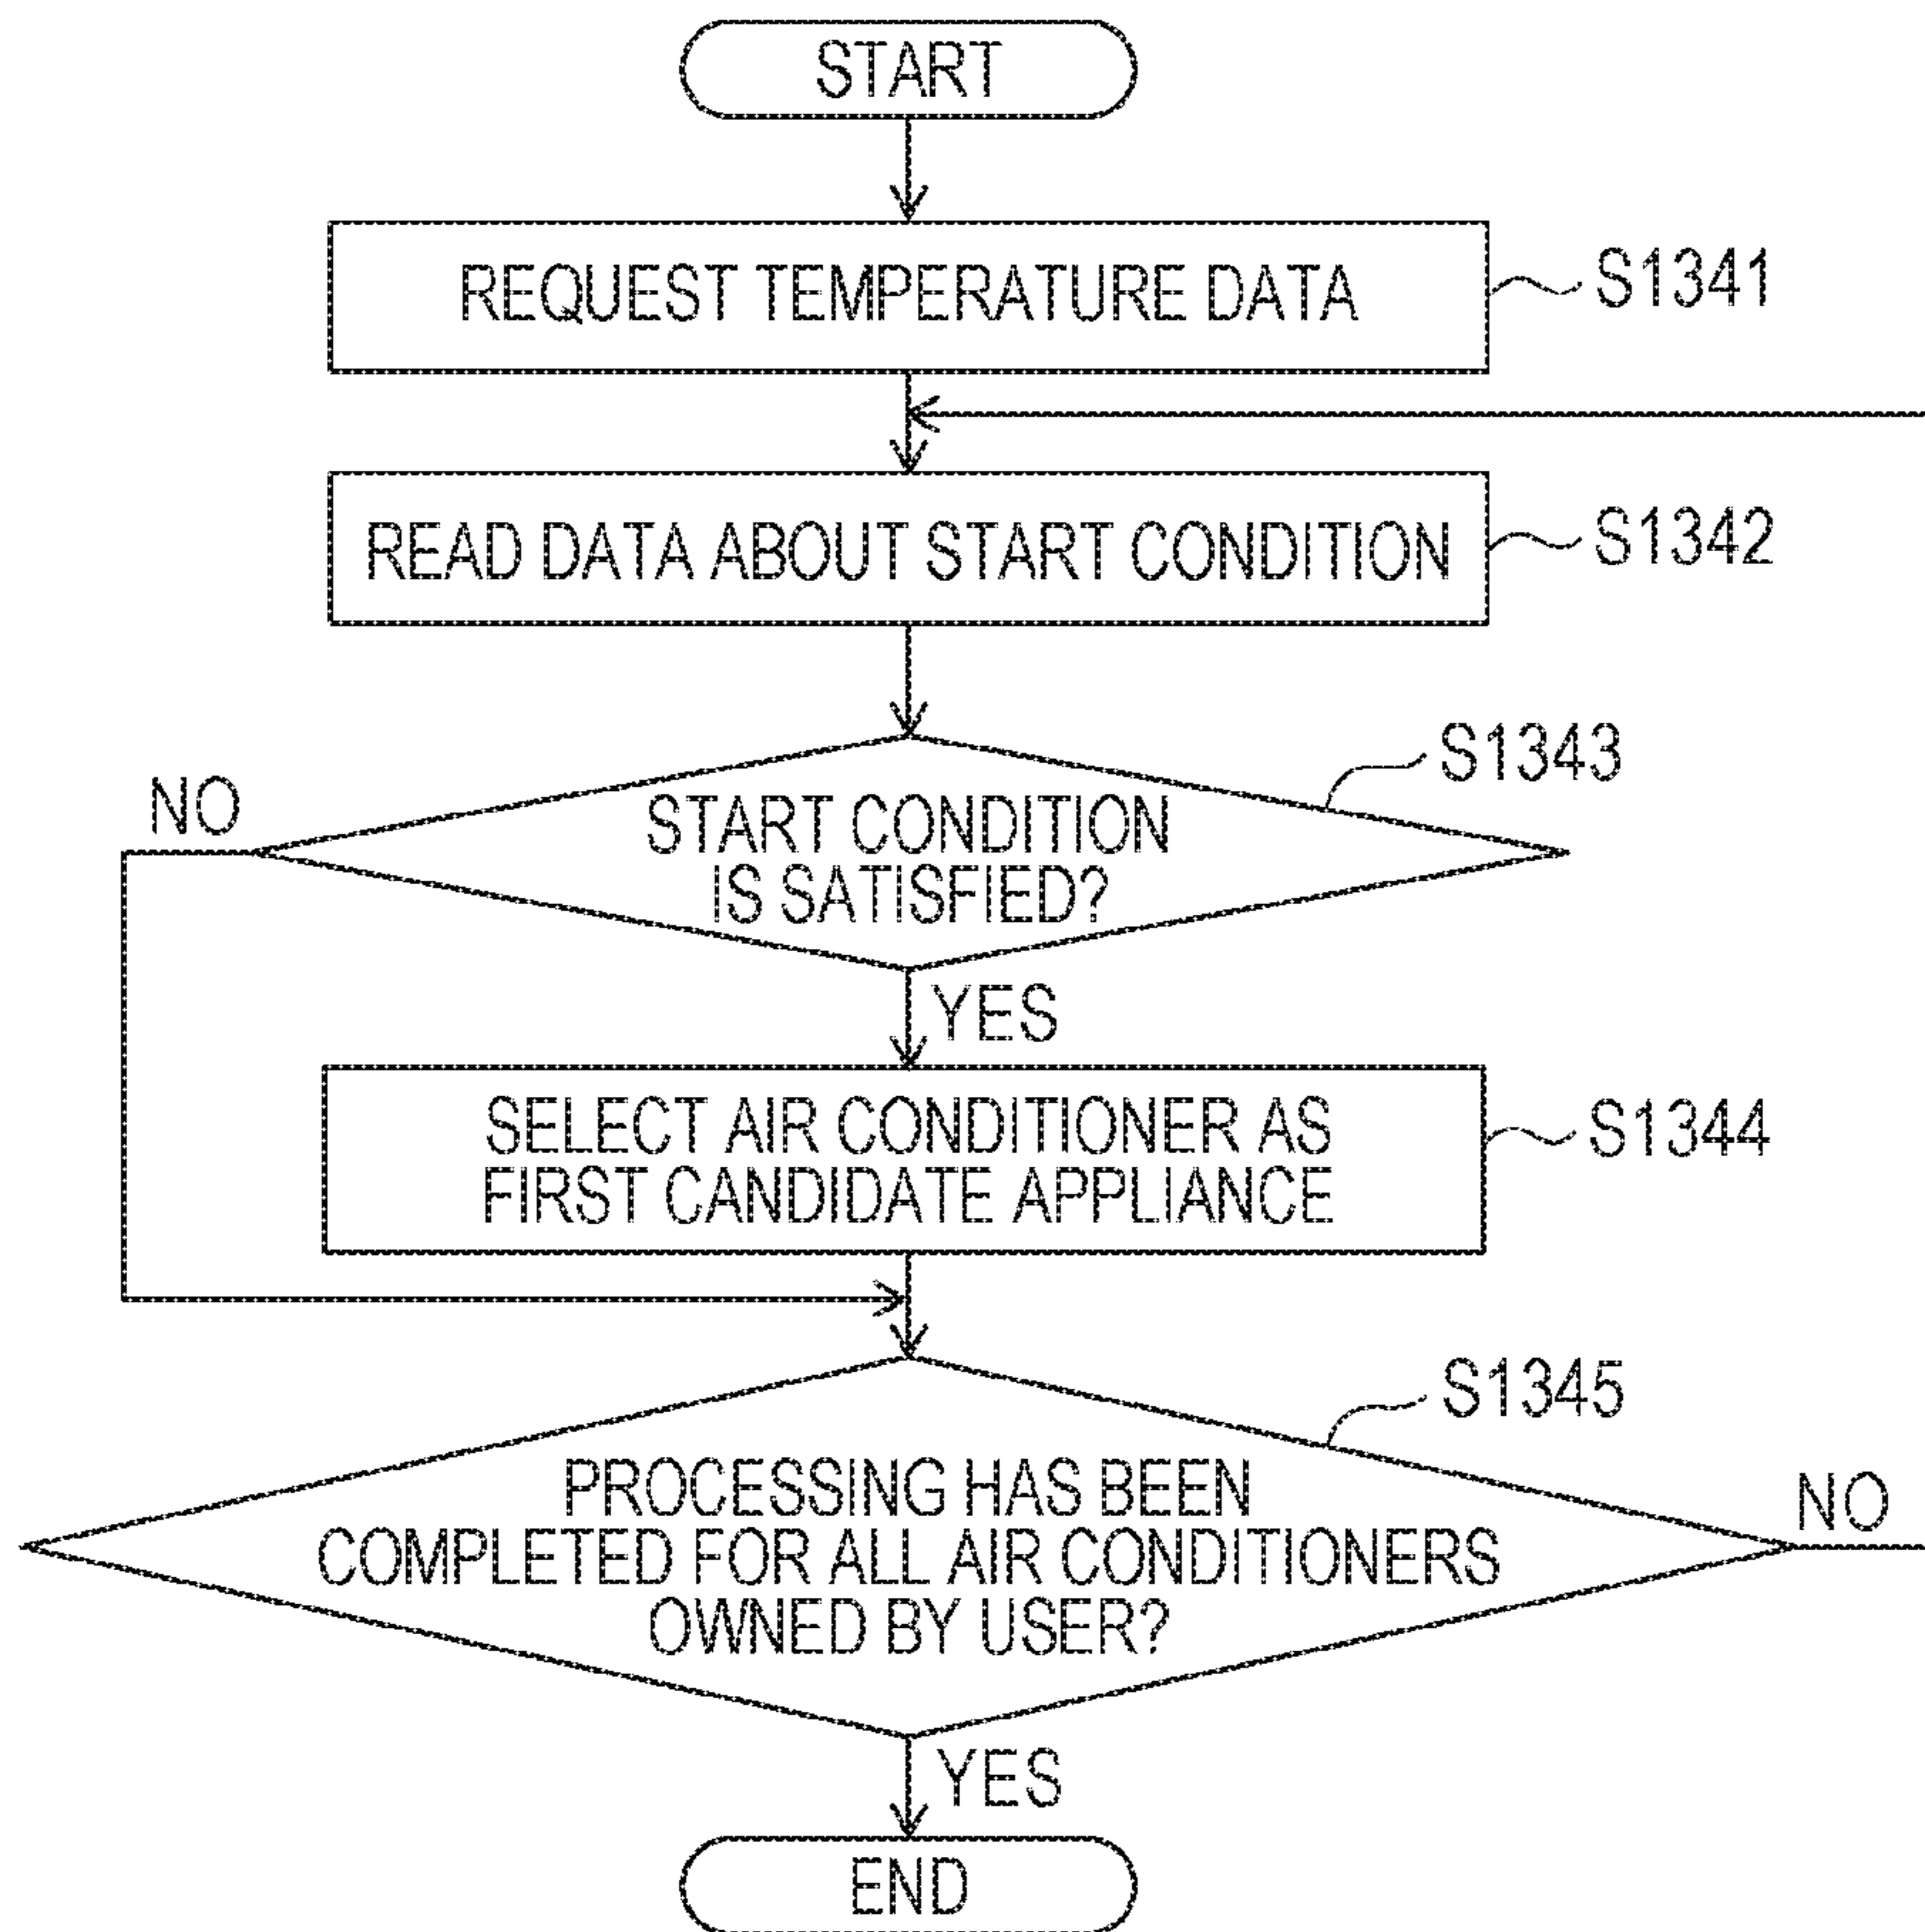 START
REQUEST TEMPERATURE DATA
S1341
READ DATA ABOUT START CONDITION
S1342
S1343
NO
START CONDITION
IS SATISFIED?
YES
SELECT AIR CONDITIONER AS
FIRST CANDIDATE APPLIANCE
S1344
S1345
PROCESSING HAS BEEN
COMPLETED FOR ALL AIR CONDITIONERS
OWNED BY USER?
NO
YES
END